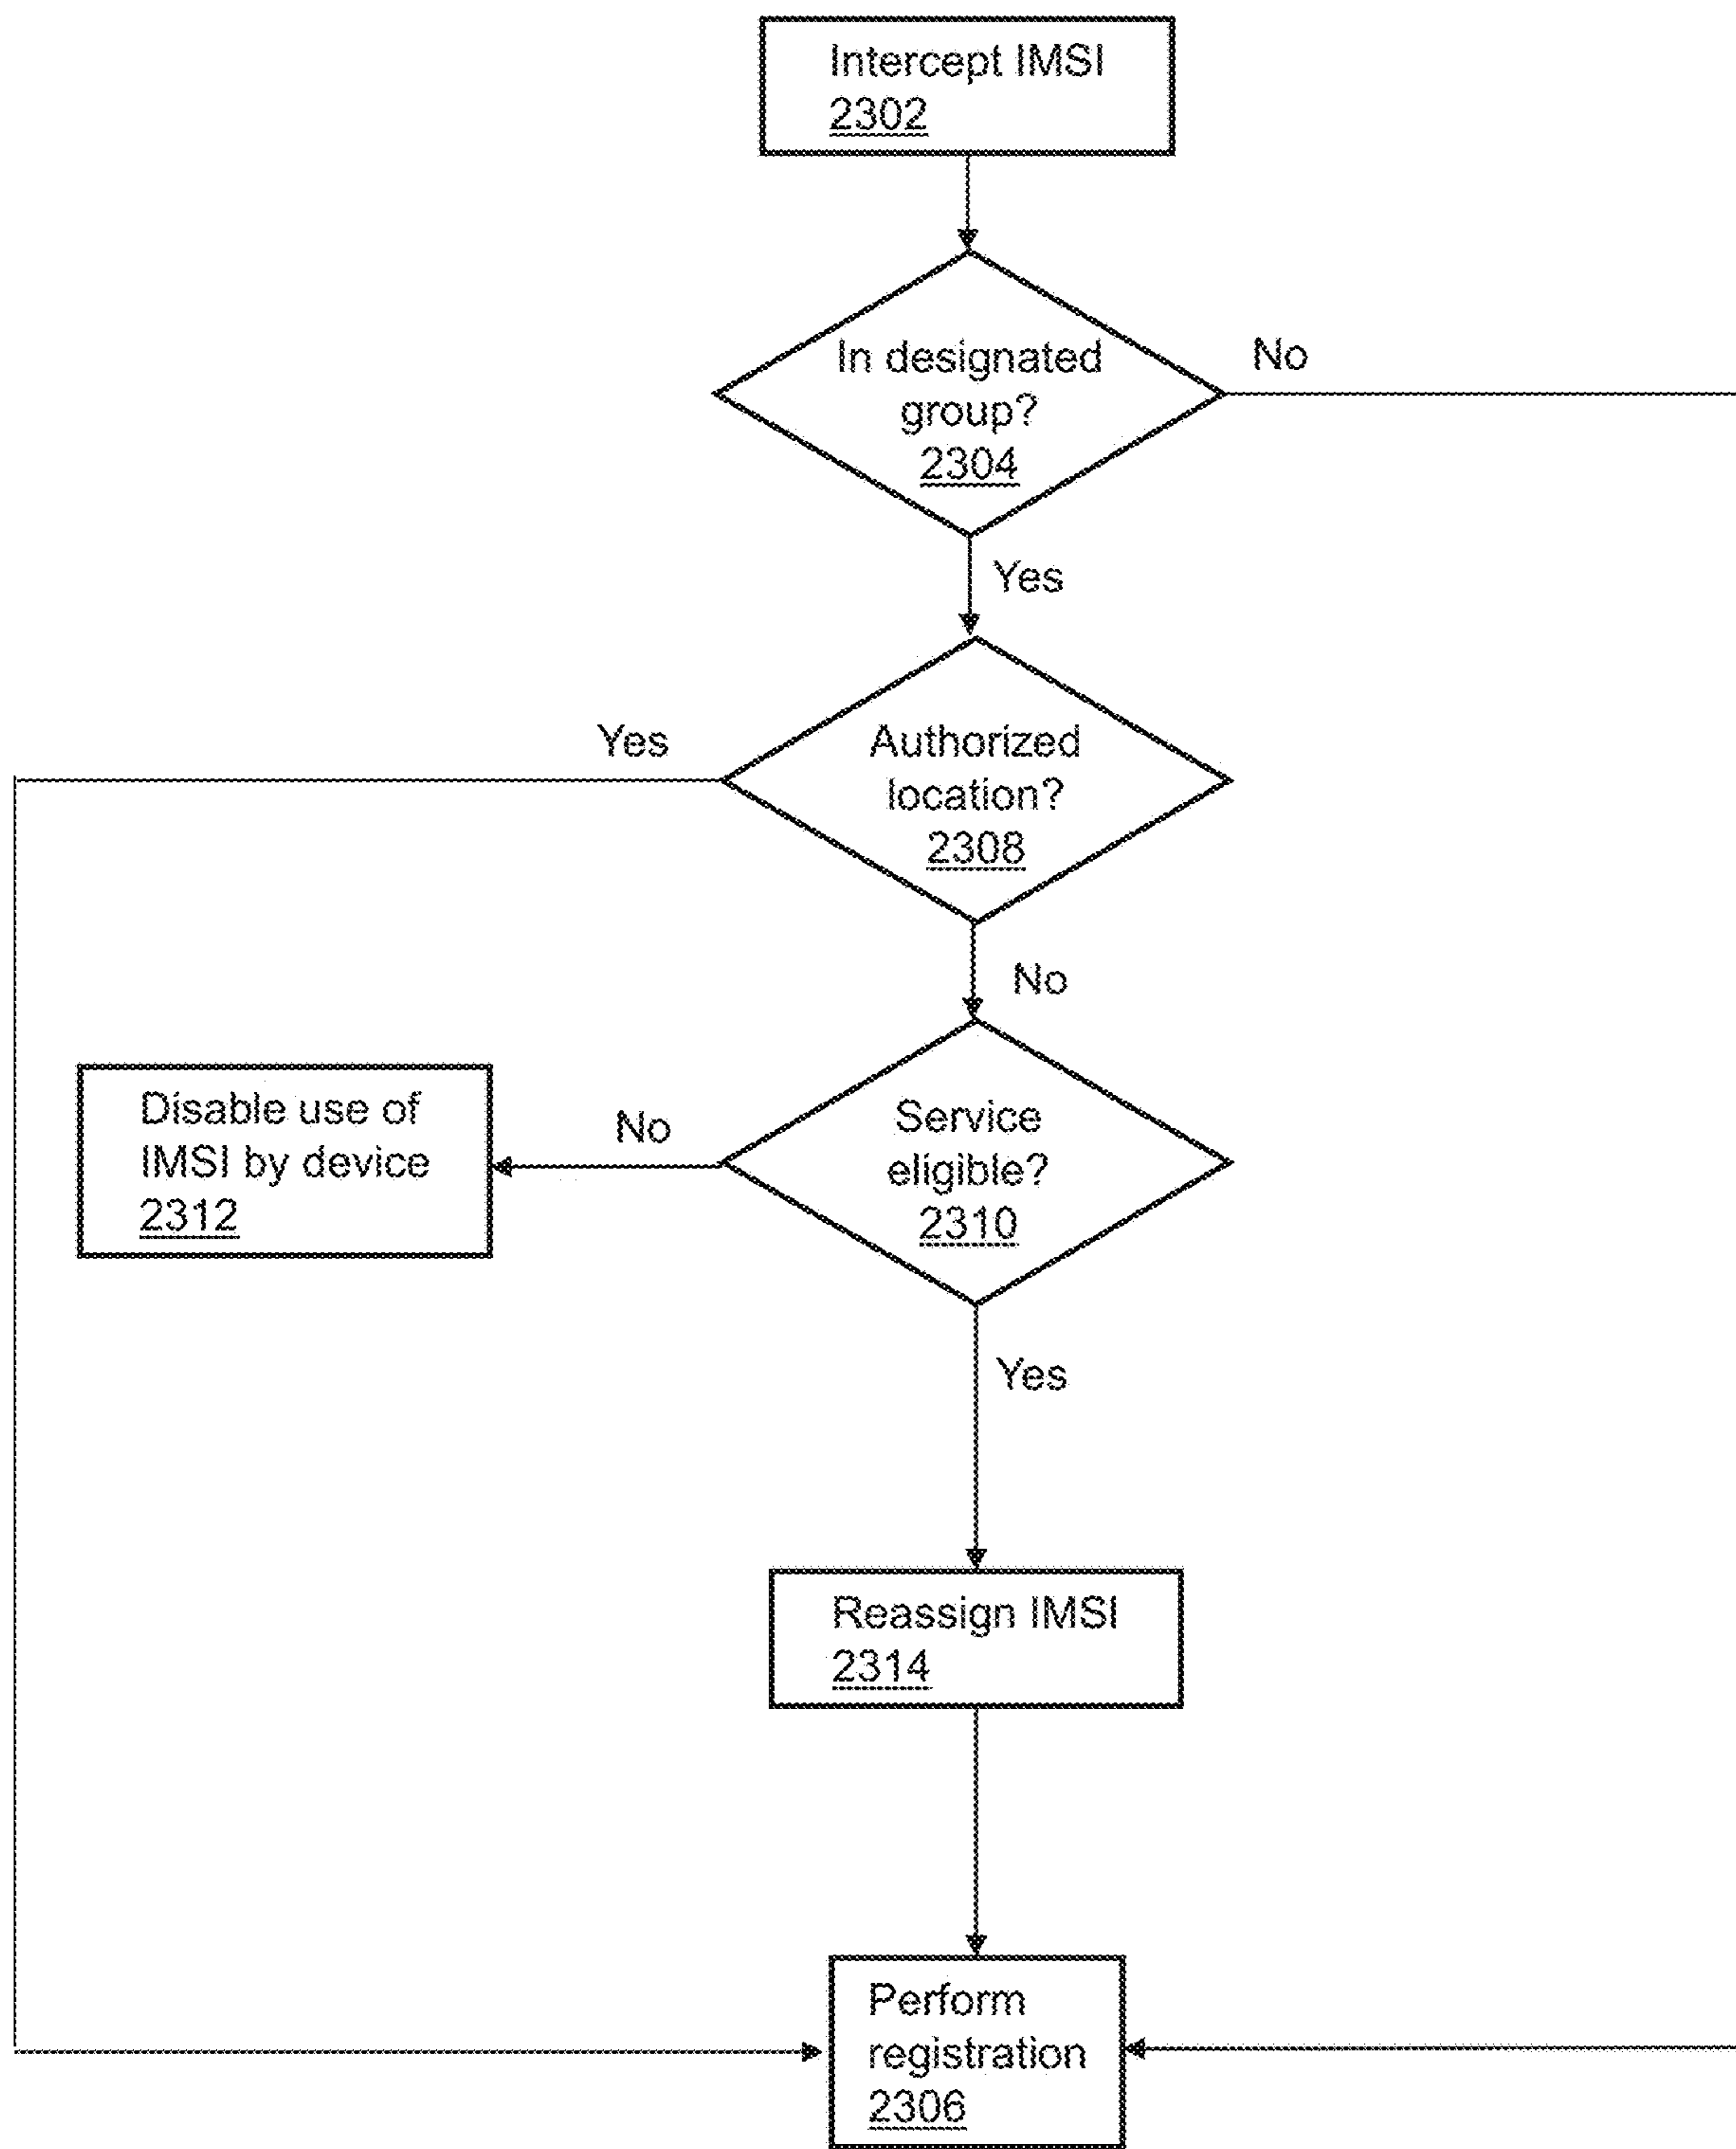 Intercept IMSI
2302
In designated
group?
2304
No
Yes
Authorized
location?
2308
Yes
No
Service
eligible?
2310
No
Disable use of
IMSI by device
2312
Yes
Reassign IMSI
2314
Perform
registration
2306